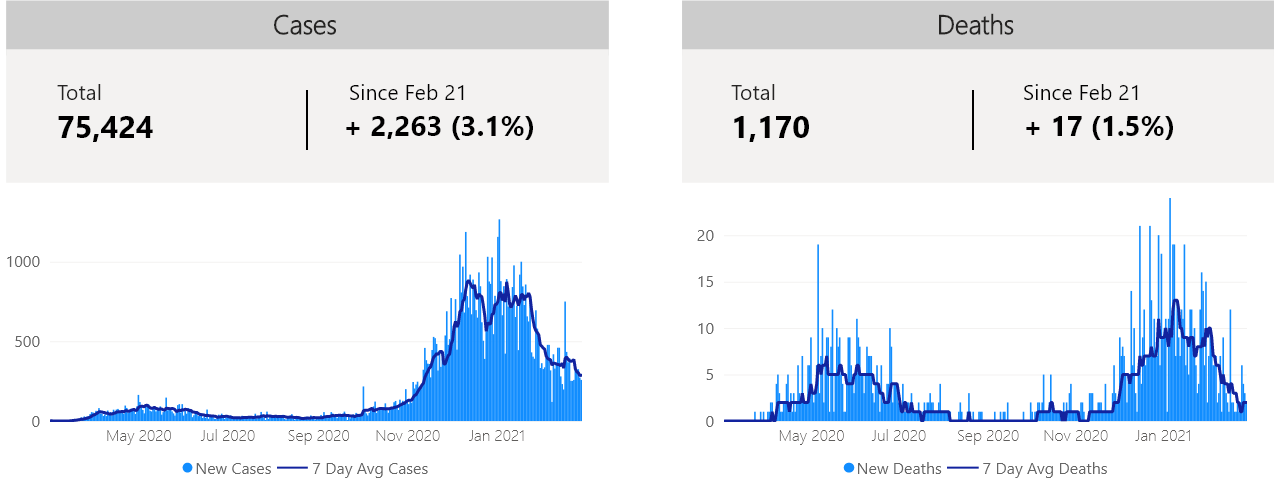 Cases
Total
Since Feb 21
75,424
+ 2,263 (3.1%)
1000
500
0
May 2020 Jul 2020 Sep 2020 Nov 2020 Jan 2021
New Cases 7 Day Avg Cases
Deaths
Total
Since Feb 21
1,170
+ 17 (1.5%)
20
15
10
5
0
May 2020 Jul 2020 Sep 2020 Nov 2020 Jan 2021
New Deaths 7 Day Avg Deaths